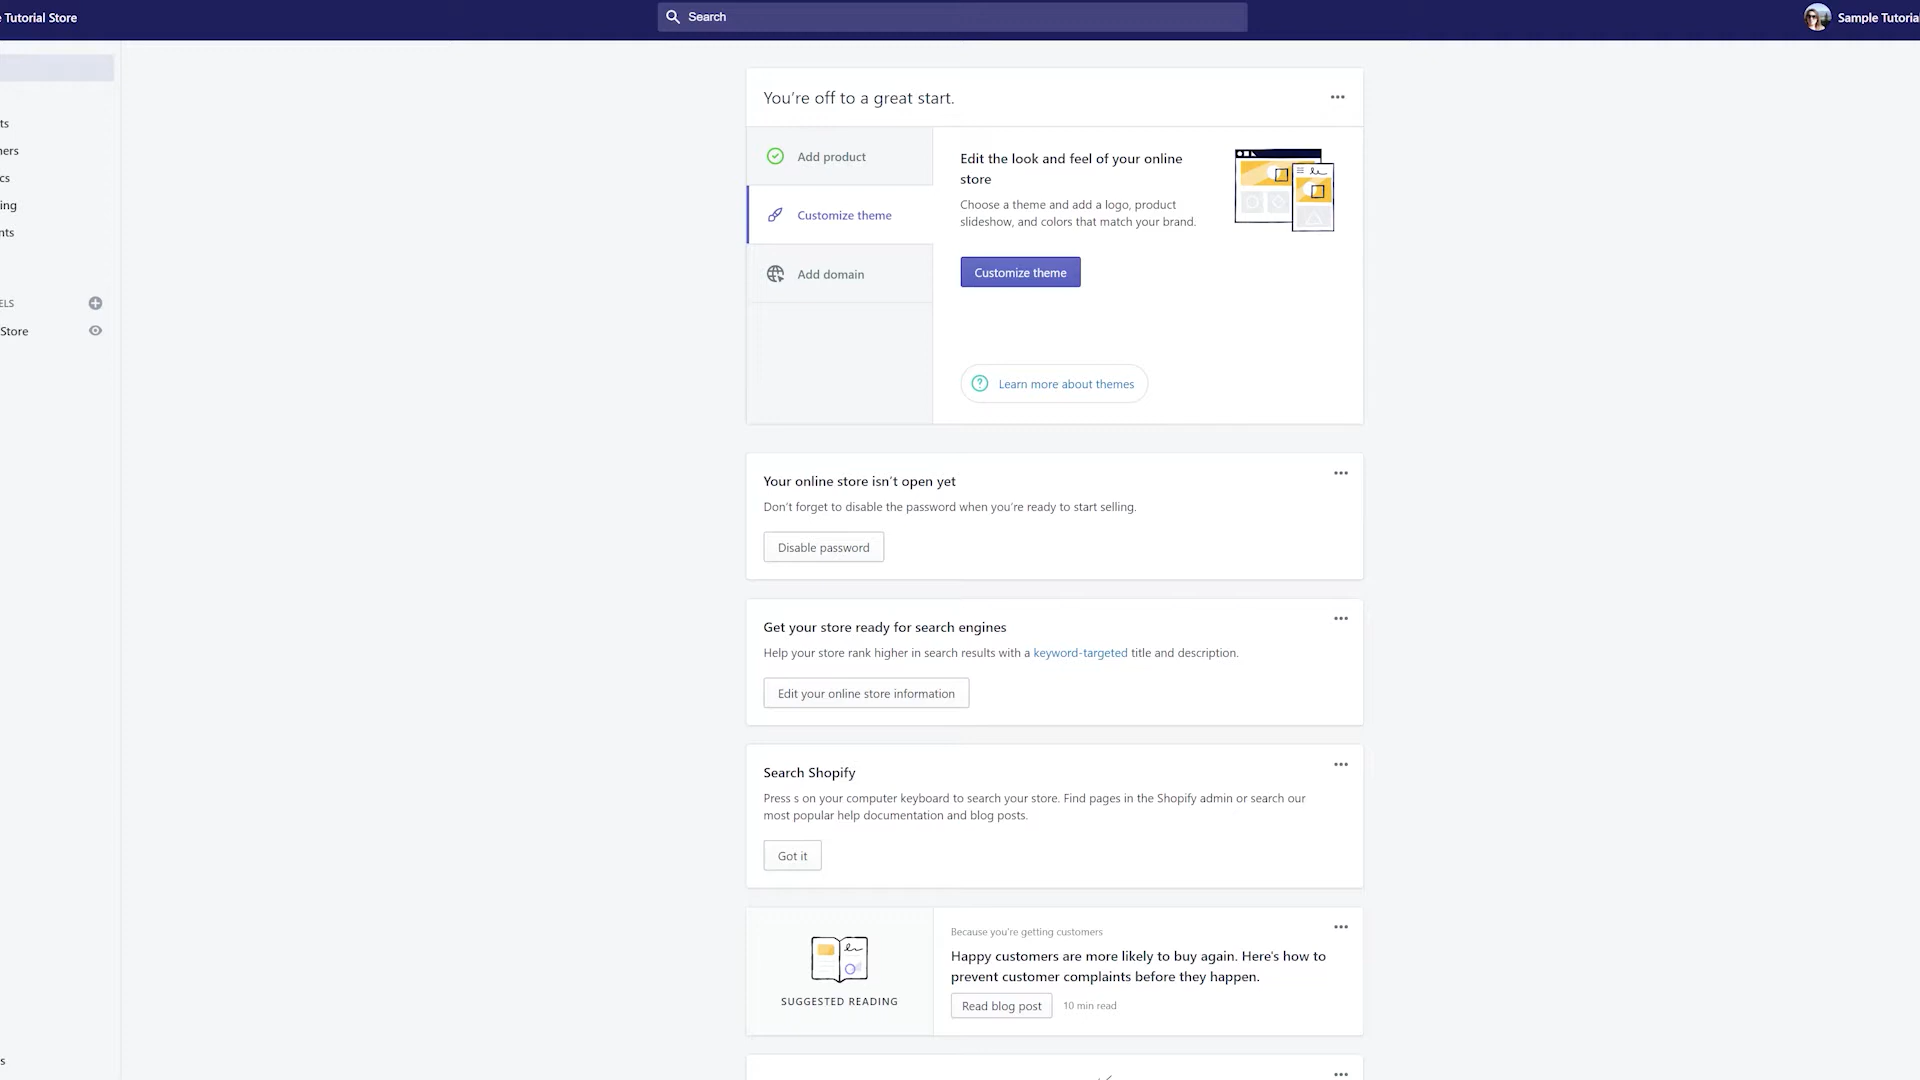 Tutorial Store
Search
Sample Tutorial
ts
ners
cs
ing
nts
ELS
Store
s
You're off to a great start.
Add product
Customize theme
Add domain
Edit the look and feel of your online
store
Choose a theme and add a logo, product
slideshow, and colors that match your brand.
Customize theme
Learn more about themes
Your online store isn't open yet
Don't forget to disable the password when you're ready to start selling.
Disable password
Get your store ready for search engines
Help your store rank higher in search results with a keyword-targeted title and description.
Edit your online store information
Search Shopify
Press s on your computer keyboard to search your store. Find pages in the Shopify admin or search our
most popular help documentation and blog posts.
Got it
SUGGESTED READING
Because you're getting customers
Happy customers are more likely to buy again. Here's how to
prevent customer complaints before they happen.
Read blog post 10 min read